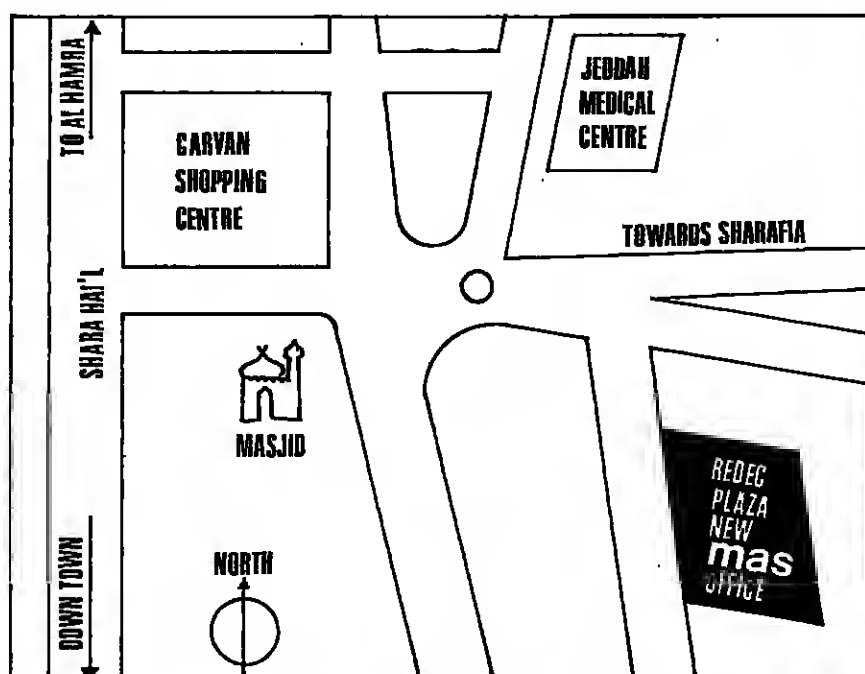 TO AL HAMRA
JEDDAH
MEDICAL
CENTRE
CARVAN
SHOPPING
CENTRE
TOWARDS SHARAFIA
SHARA HAI'L
MASJID
REDEC
PLAZA
NEW
mas
OFFICE
NORTH
DOWN TOWN